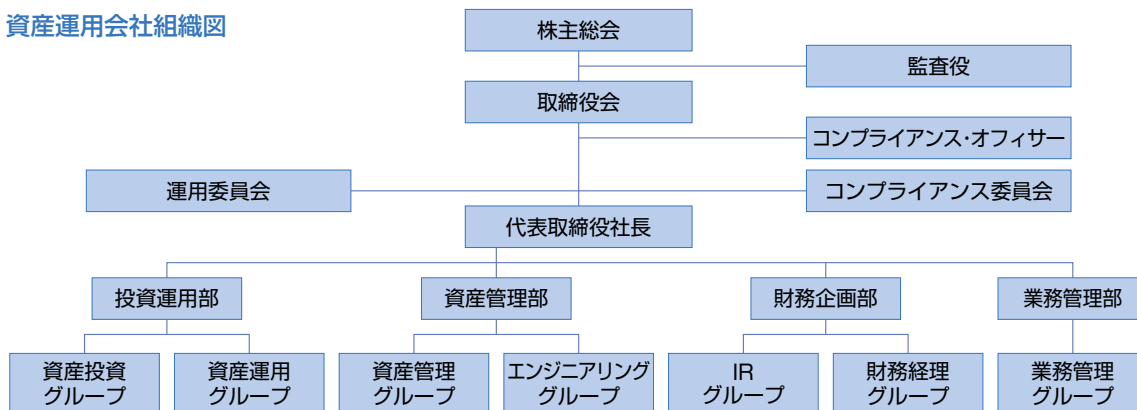 資産運用会社組織図
株主総会
監査役
取締役会
コンプライアンス・オフィサー
運用委員会
コンプライアンス委員会
代表取締役社長
投資運用部
資産管理部
財務企画部
業務管理部
資産投資
グループ
資産運用
グループ
資産管理
グループ
エンジニアリング
グループ
IR
グループ
財務経理
グループ
業務管理
グループ